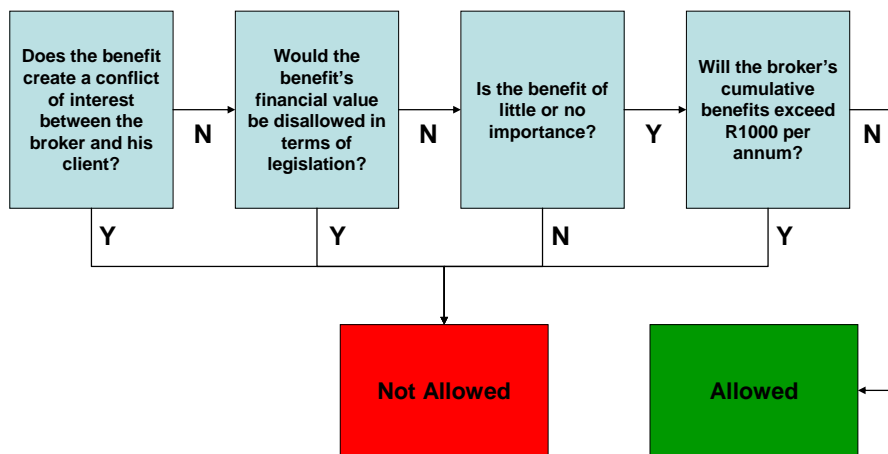 Does the benefit
create a conflict
of interest
between the
broker and his
client?
N
Would the
benefit's
financial value
be disallowed in
terms of
legislation?
N
Is the benefit of
little or no
importance?
Y
Will the broker's
cumulative
benefits exceed
R1000 per
annum?
N
Y
Y
N
Y
Not Allowed
Allowed